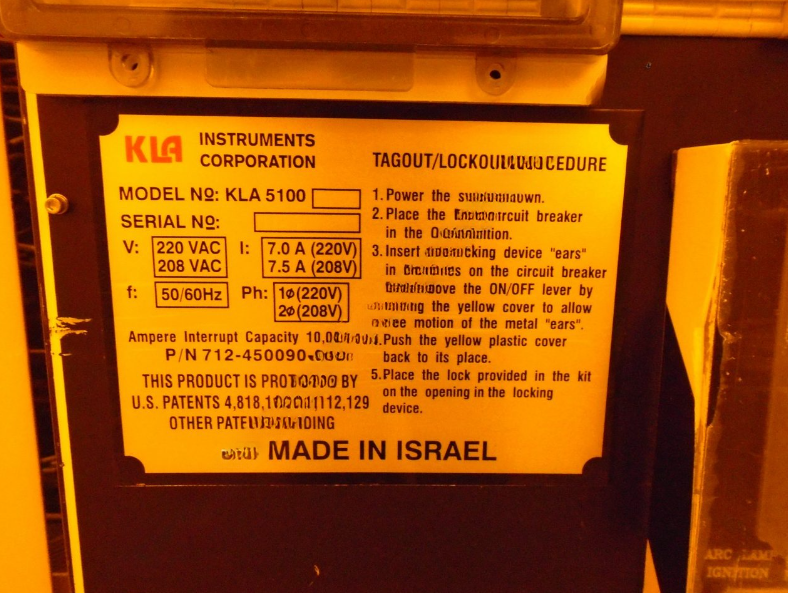 KLA INSTRUMENTS
CORPORATION
MODEL Nº: KLA 5100
SERIAL Nº:
V: 220 VAC
208 VAC
I: 7.0 A (220V)
7.5 A (208V)
f: 50/60Hz
Ph: 1ø(220V)
2ø(208V)
Ampere Interrupt Capacity
P/N 712-450090
THIS PRODUCT IS BY
U.S. PATENTS 4,818,
OTHER
MADE IN ISRAEL
TAGOUT/
1. Power the
2. Place the breaker
in the
3. Insert device "ears"
in on the circuit breaker
the ON/OFF lever by
the yellow cover to allow
motion of the metal "ears".
Push the yellow plastic cover
back to its place.
5. Place the lock provided in the kit
on the opening in the locking
device.
ARC LAMP
IGNITION